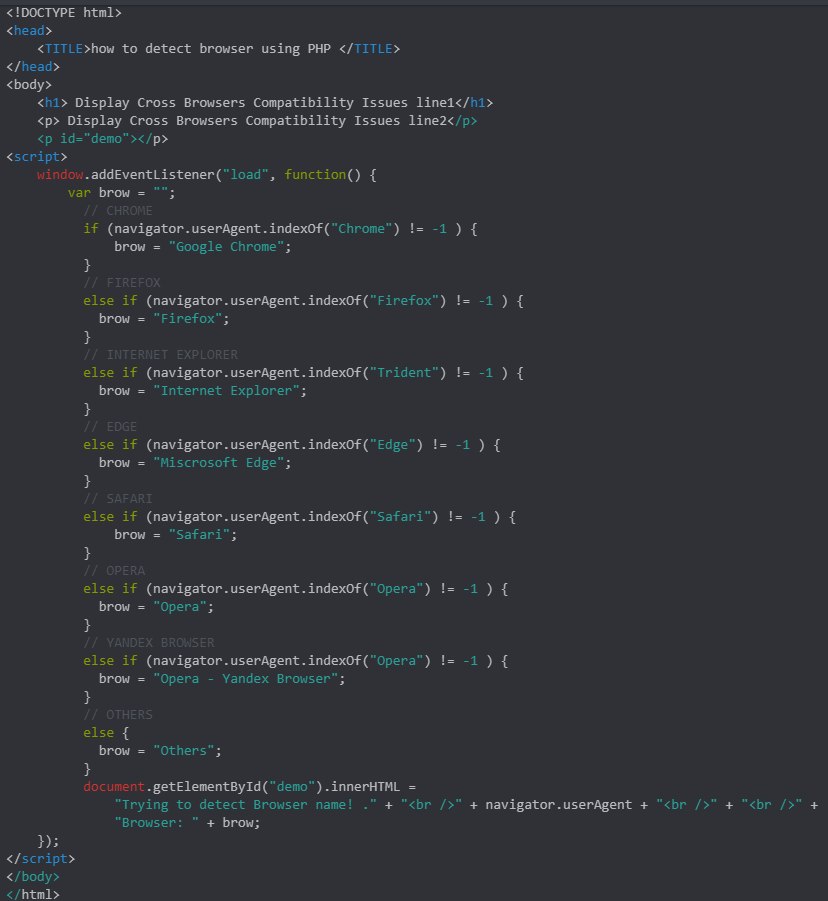 <!DOCTYPE html>
<head>
    <TITLE>how to detect browser using PHP </TITLE>
</head>
<body>
    <h1> Display Cross Browsers Compatibility Issues line1</h1>
    <p> Display Cross Browsers Compatibility Issues line2</p>
    <p id="demo"></p>
<script>
    window.addEventListener("load", function() {
        var brow = "";
          // CHROME
          if (navigator.userAgent.indexOf("Chrome") != -1 ) {
              brow = "Google Chrome";
          }
          // FIREFOX
          else if (navigator.userAgent.indexOf("Firefox") != -1 ) {
            brow = "Firefox";
          }
          // INTERNET EXPLORER
          else if (navigator.userAgent.indexOf("Trident") != -1 ) {
            brow = "Internet Explorer";
          }
          // EDGE
          else if (navigator.userAgent.indexOf("Edge") != -1 ) {
            brow = "Miscrosoft Edge";
          }
          // SAFARI
          else if (navigator.userAgent.indexOf("Safari") != -1 ) {
              brow = "Safari";
          }
          // OPERA
          else if (navigator.userAgent.indexOf("Opera") != -1 ) {
            brow = "Opera";
          }
          // YANDEX BROWSER
          else if (navigator.userAgent.indexOf("Opera") != -1 ) {
            brow = "Opera - Yandex Browser";
          }
          // OTHERS
          else {
            brow = "Others";
          }
          document.getElementById("demo").innerHTML =
              "Trying to detect Browser name! ." + "<br />" + navigator.userAgent + "<br />" + "<br />" +
              "Browser: " + brow;
    });
</script>
</body>
</html>